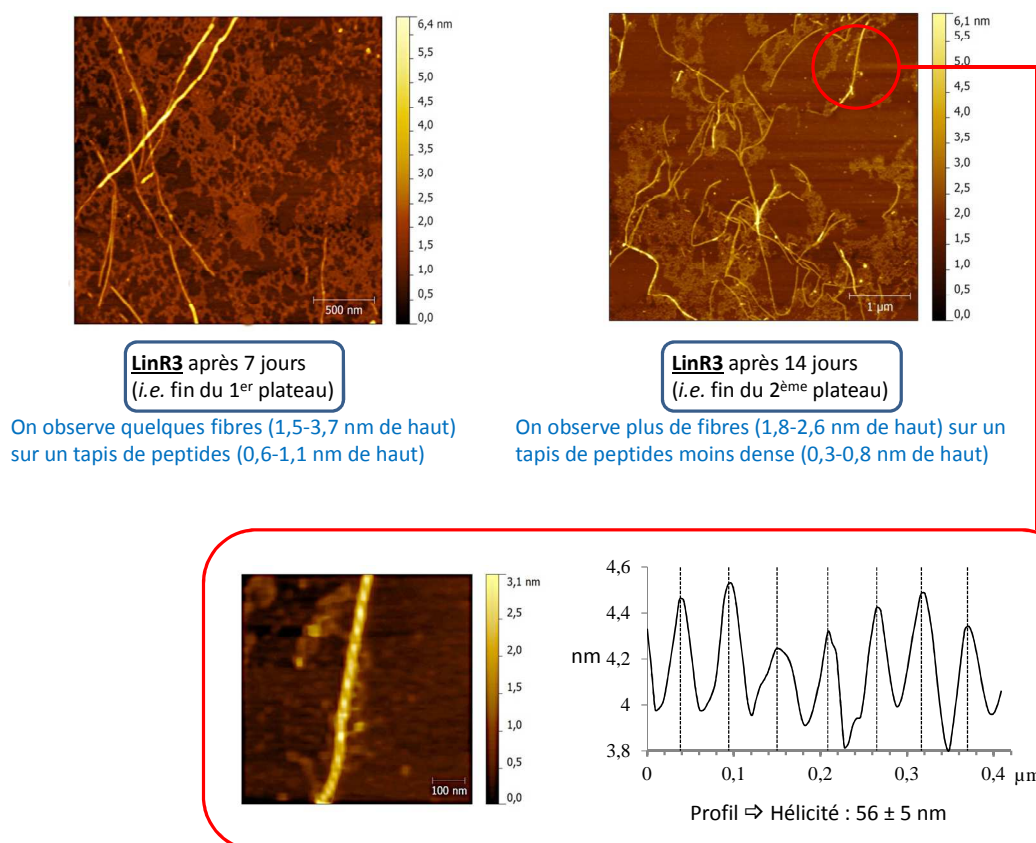 6,4 nm
5,5
5,0
4,5
4,0
3,5
3,0
2,5
2,0
1,5
1,0
0,5
0,0
500 nm
6,1 nm
5,5
5,0
4,5
4,0
3,5
3,0
2,5
2,0
1,5
1,0
0,5
0,0
1 µm
LinR3 après 7 jours
(i.e. fin du 1er plateau)
LinR3 après 14 jours
(i.e. fin du 2ème plateau)
On observe quelques fibres (1,5-3,7 nm de haut)
sur un tapis de peptides (0,6-1,1 nm de haut)
On observe plus de fibres (1,8-2,6 nm de haut) sur un
tapis de peptides moins dense (0,3-0,8 nm de haut)
3,1 nm
2,5
2,0
1,5
1,0
0,5
0,0
100 nm
nm
4,6
4,4
4,2
4
3,8
0 0,1 0,2 0,3 0,4 µm
Profil ⇨ Hélicité : 56 ± 5 nm